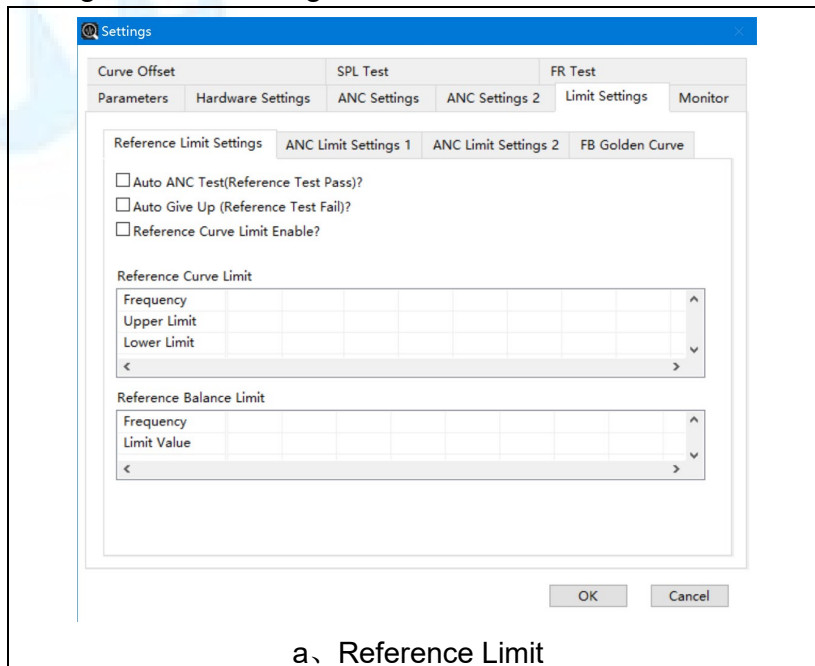 Settings
Curve Offset SPL Test FR Test
Parameters Hardware Settings ANC Settings ANC Settings 2 Limit Settings Monitor
Reference Limit Settings ANC Limit Settings 1 ANC Limit Settings 2 FB Golden Curve
Auto ANC Test(Reference Test Pass)?
Auto Give Up (Reference Test Fail)?
Reference Curve Limit Enable?
Reference Curve Limit
Frequency
Upper Limit
Lower Limit
Reference Balance Limit
Frequency
Limit Value
OK Cancel
a、Reference Limit